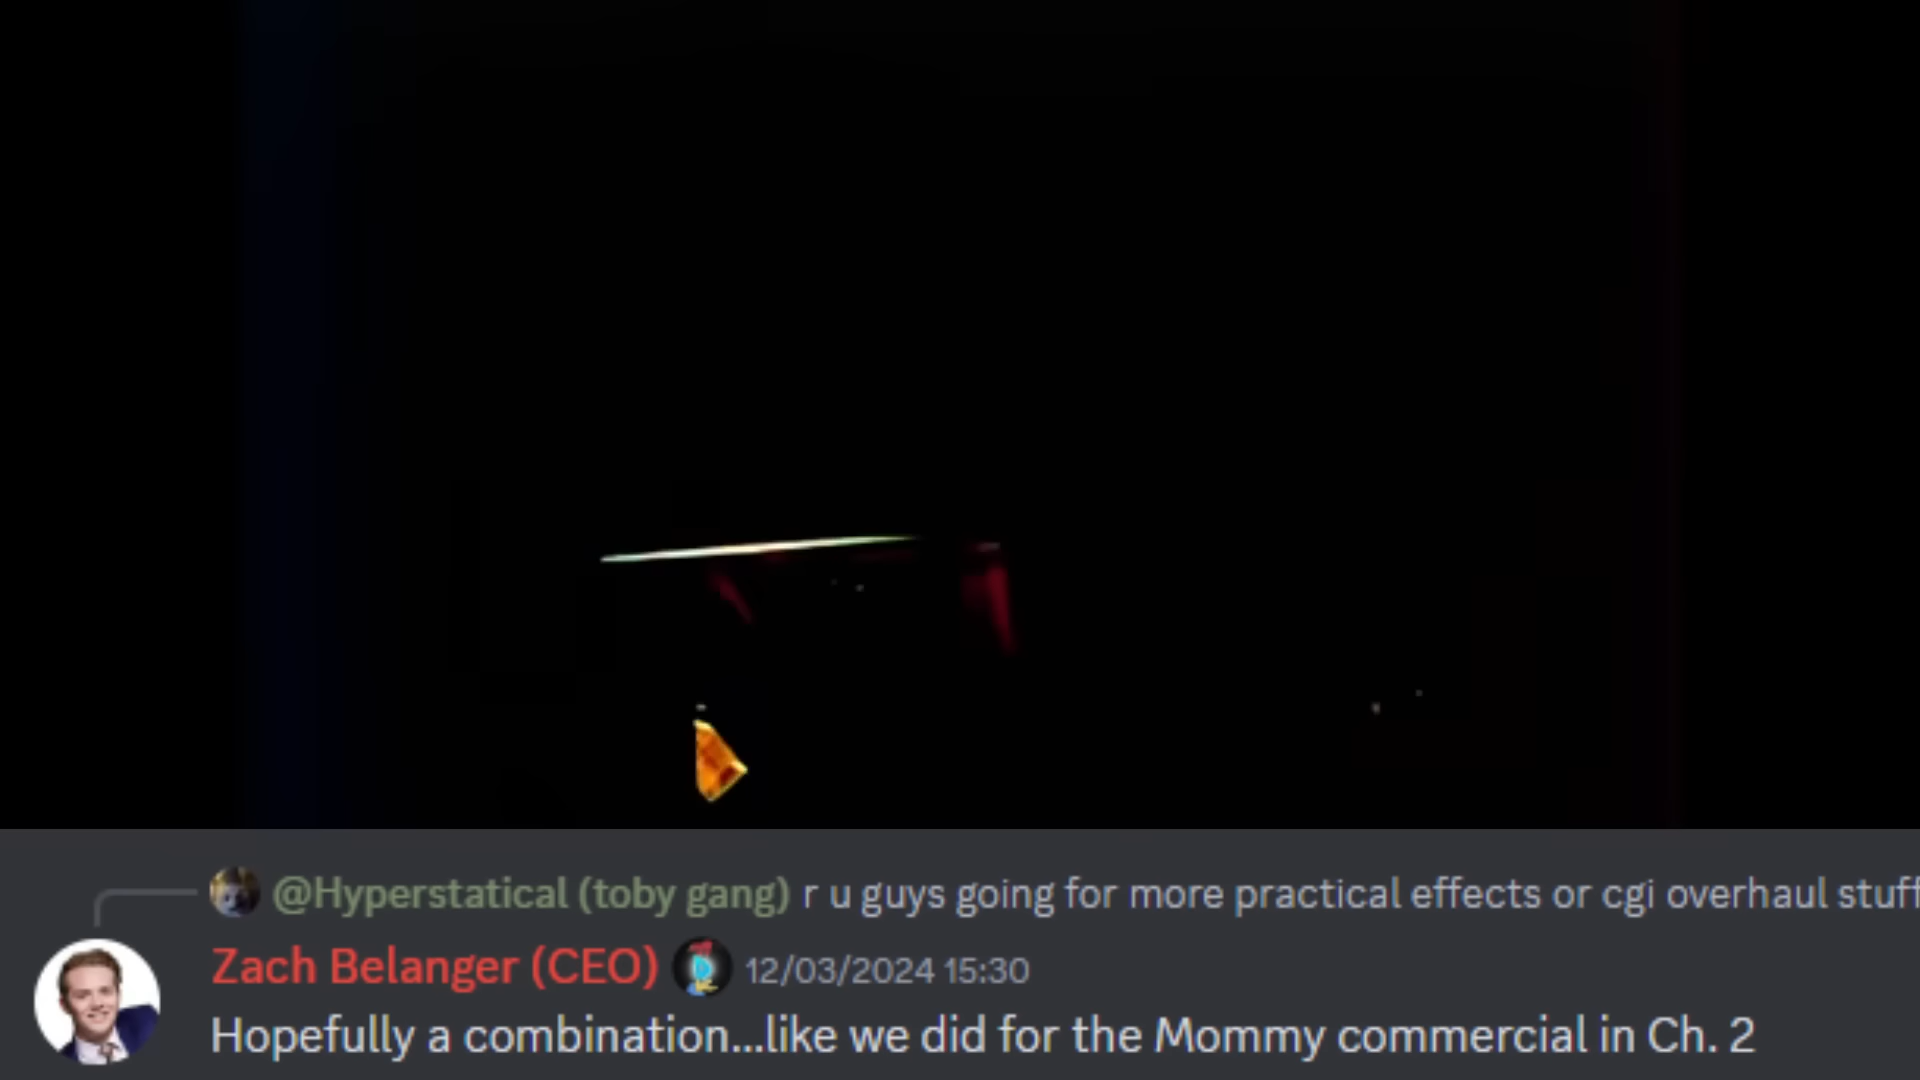 @Hyperstatical (toby gang) r u guys going for more practical effects or cgi overhaul stuff
Zach Belanger (CEO) 12/03/2024 15:30
Hopefully a combination...like we did for the Mommy commercial in Ch. 2